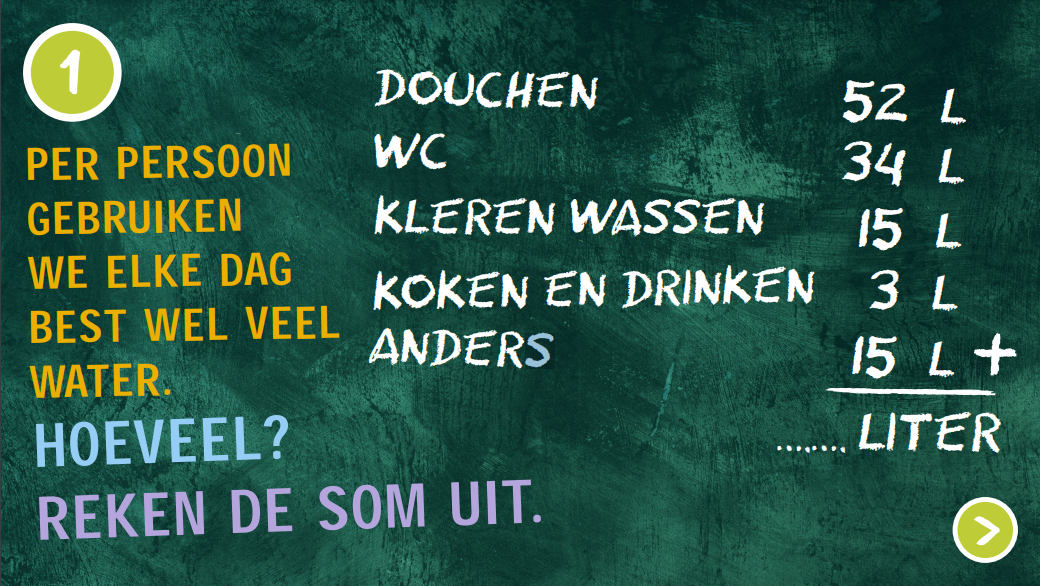 1
PER PERSOON
GEBRUIKEN
WE ELKE DAG
BEST WEL VEEL
WATER.
HOEVEEL?
REKEN DE SOM UIT.
DOUCHEN 52 L
WC 34 L
KLEREN WASSEN 15 L
KOKEN EN DRINKEN 3 L
ANDERS 15 L +
........ LITER
>